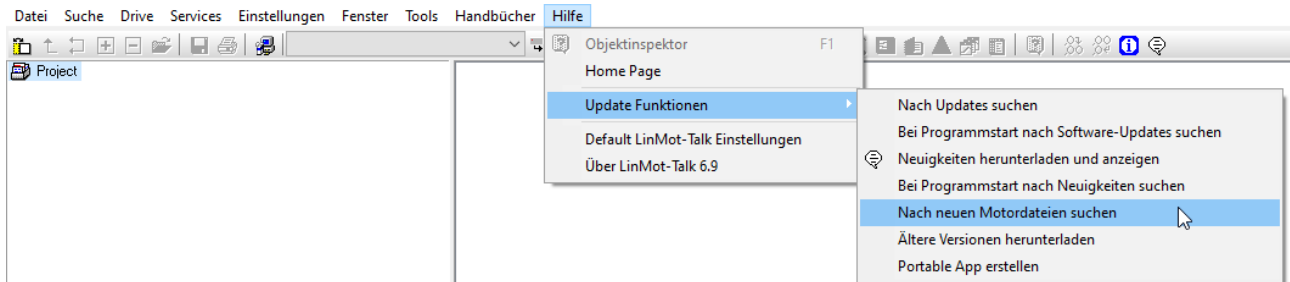 Datei Suche Drive Services Einstellungen Fenster Tools Handbücher Hilfe
Project
Objektinspektor F1
Home Page
Update Funktionen
Default LinMot-Talk Einstellungen
Über LinMot-Talk 6.9
Nach Updates suchen
Bei Programmstart nach Software-Updates suchen
Neuigkeiten herunterladen und anzeigen
Bei Programmstart nach Neuigkeiten suchen
Nach neuen Motordateien suchen
Ältere Versionen herunterladen
Portable App erstellen